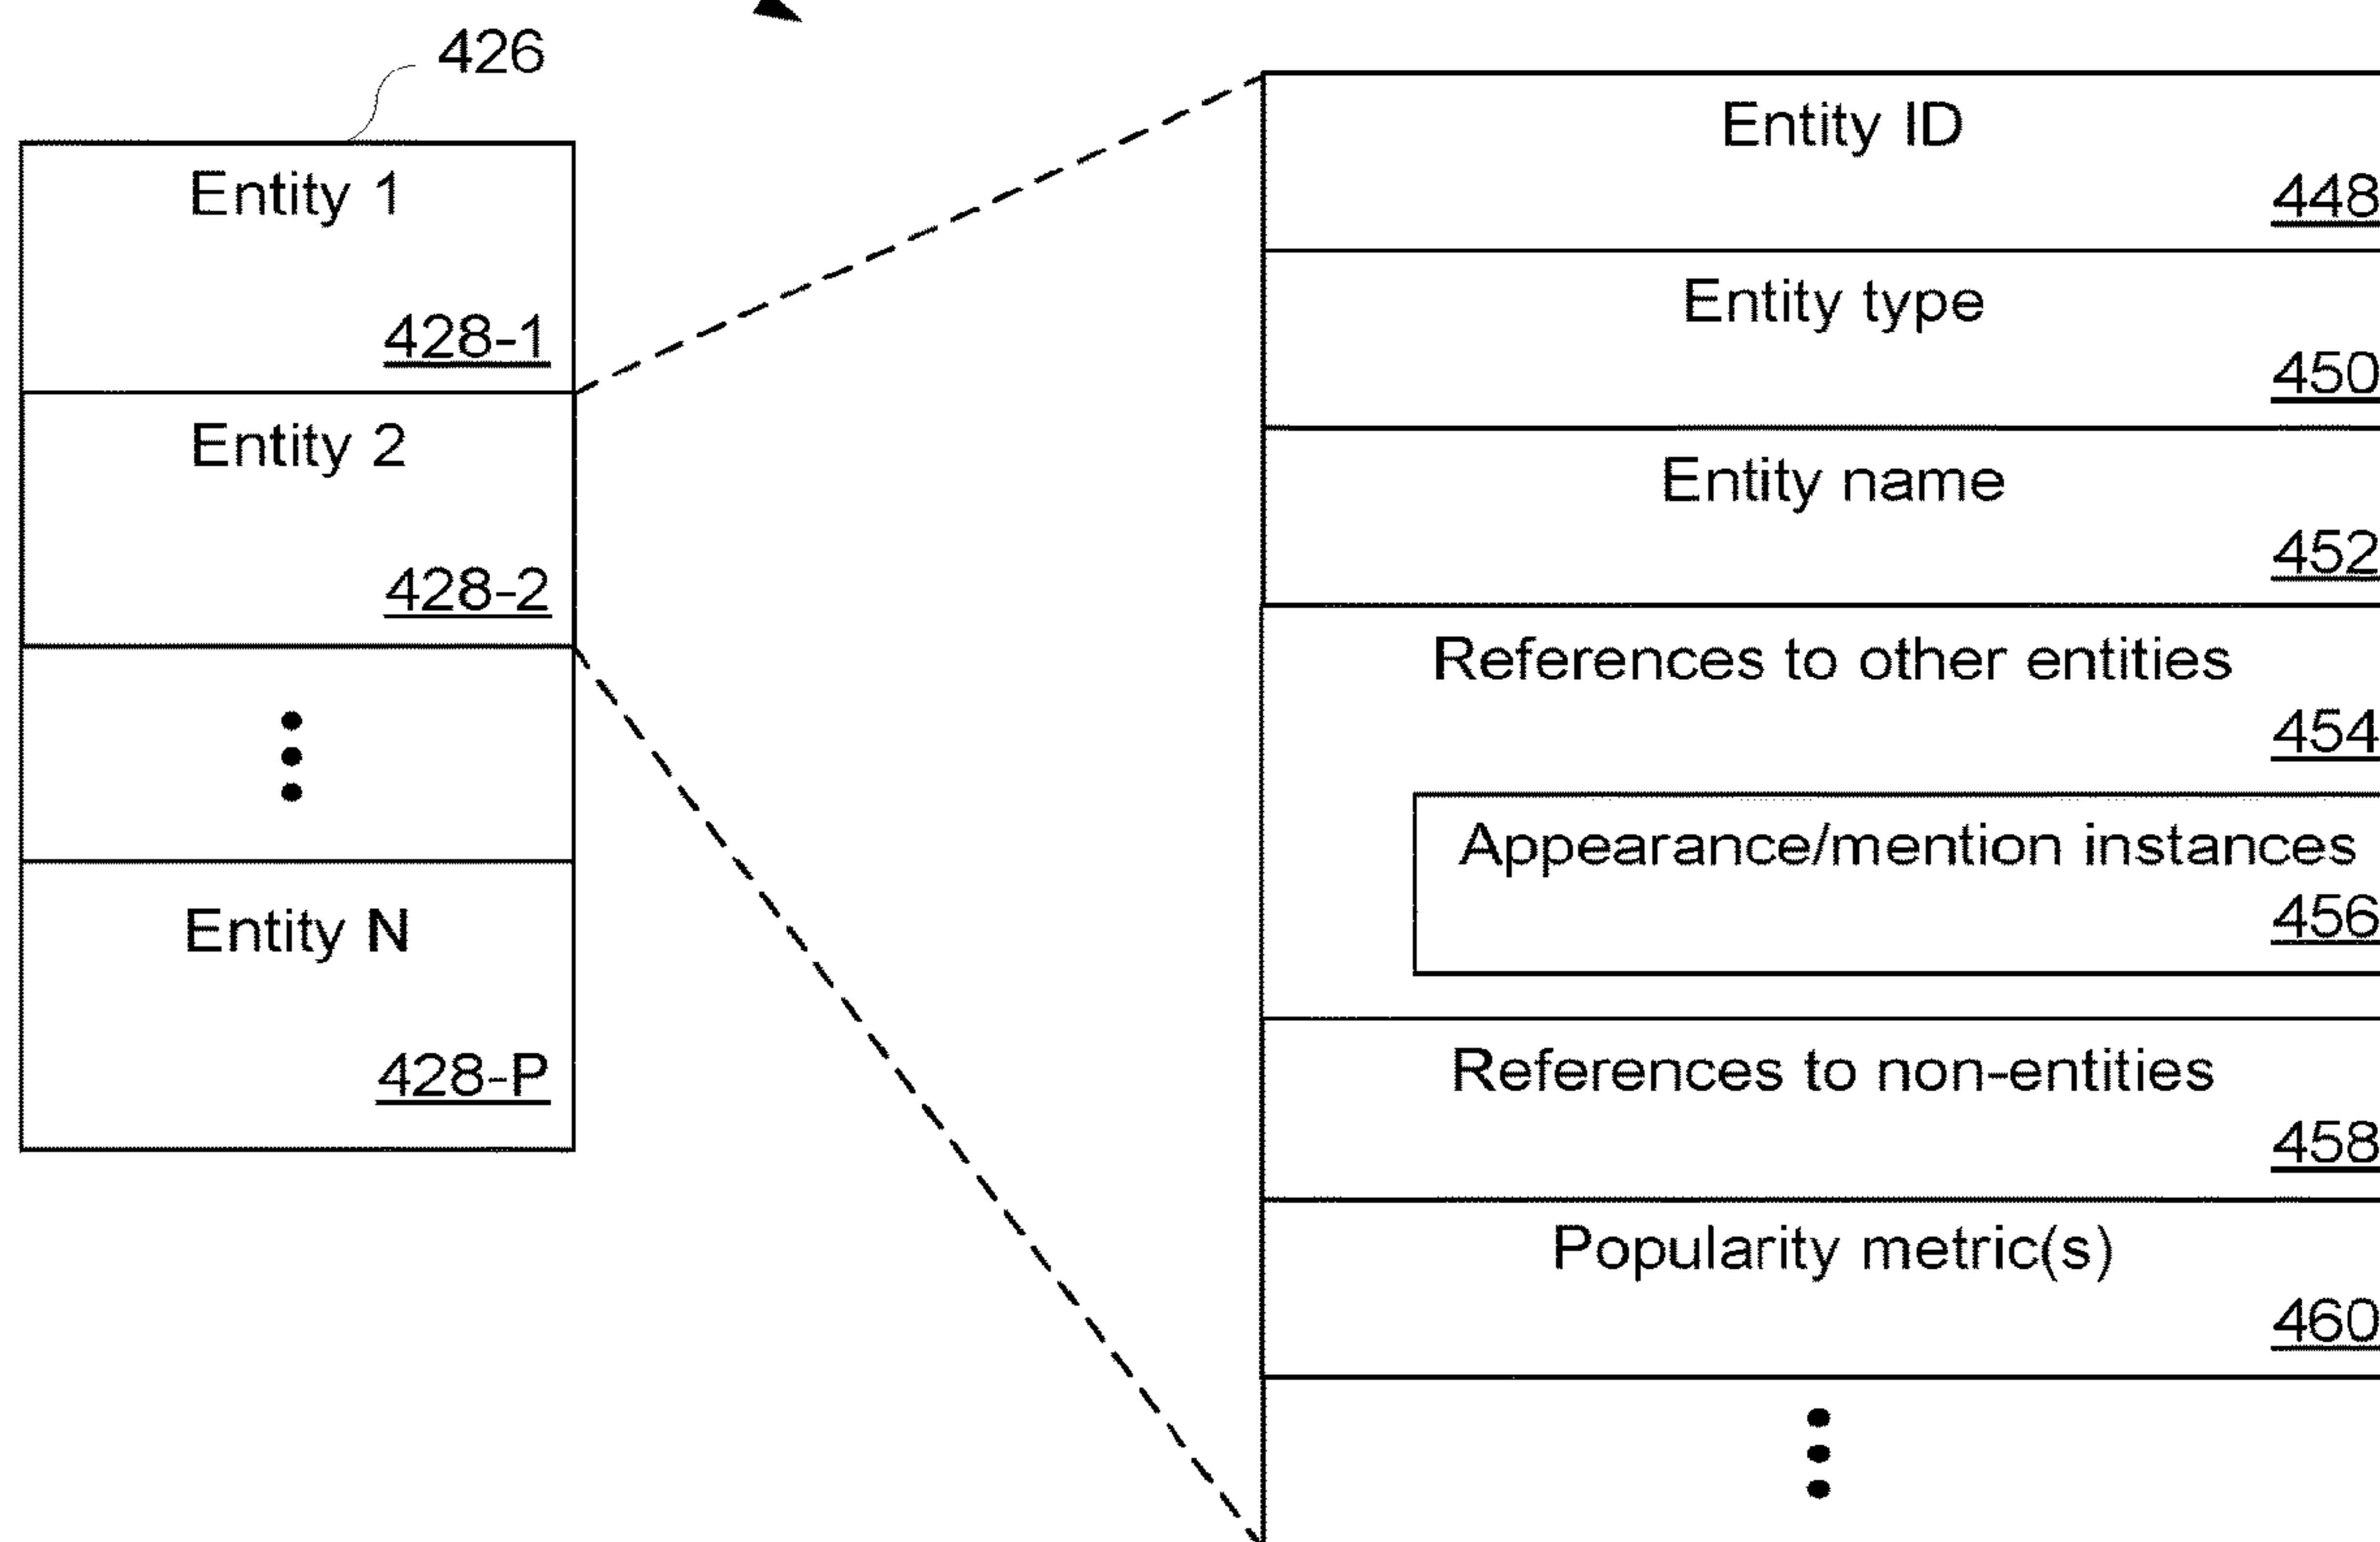 426
Entity 1
428-1
Entity 2
428-2
Entity N
428-P
Entity ID
448
Entity type
450
Entity name
452
References to other entities
454
Appearance/mention instances
456
References to non-entities
458
Popularity metric(s)
460